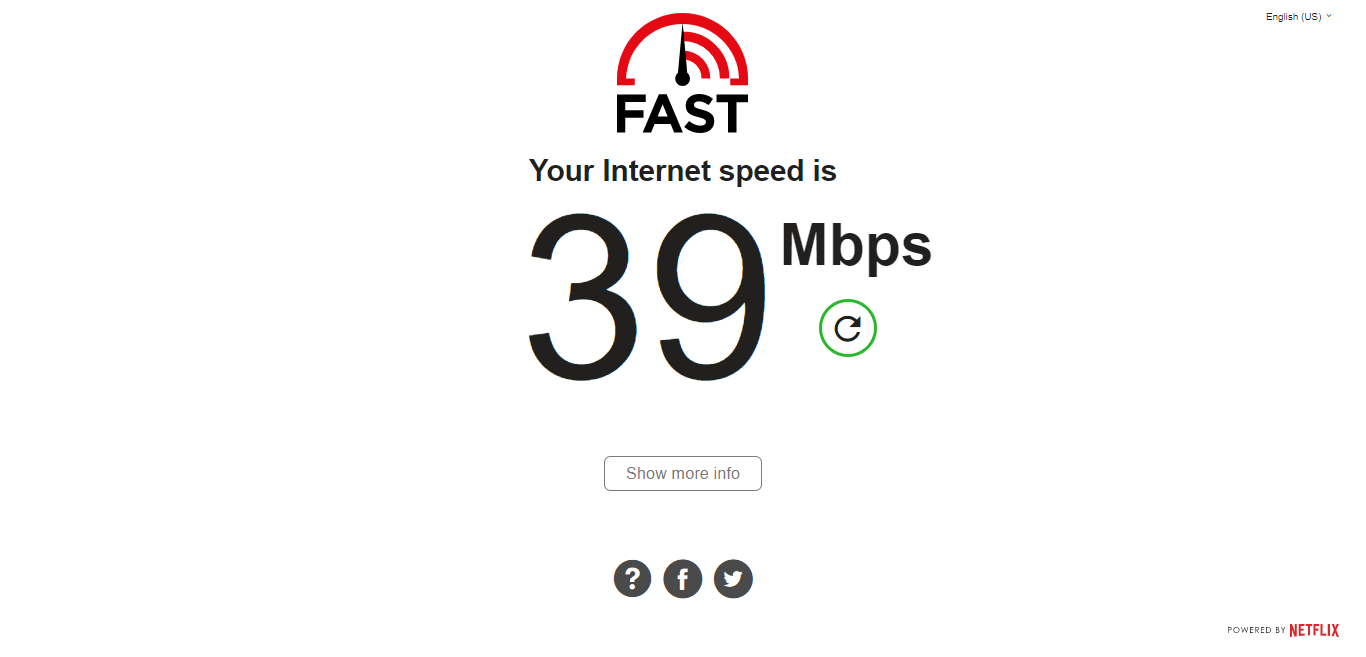 English (US)
FAST
Your Internet speed is
39 Mbps
Show more info
?
f
POWERED BY NETFLIX